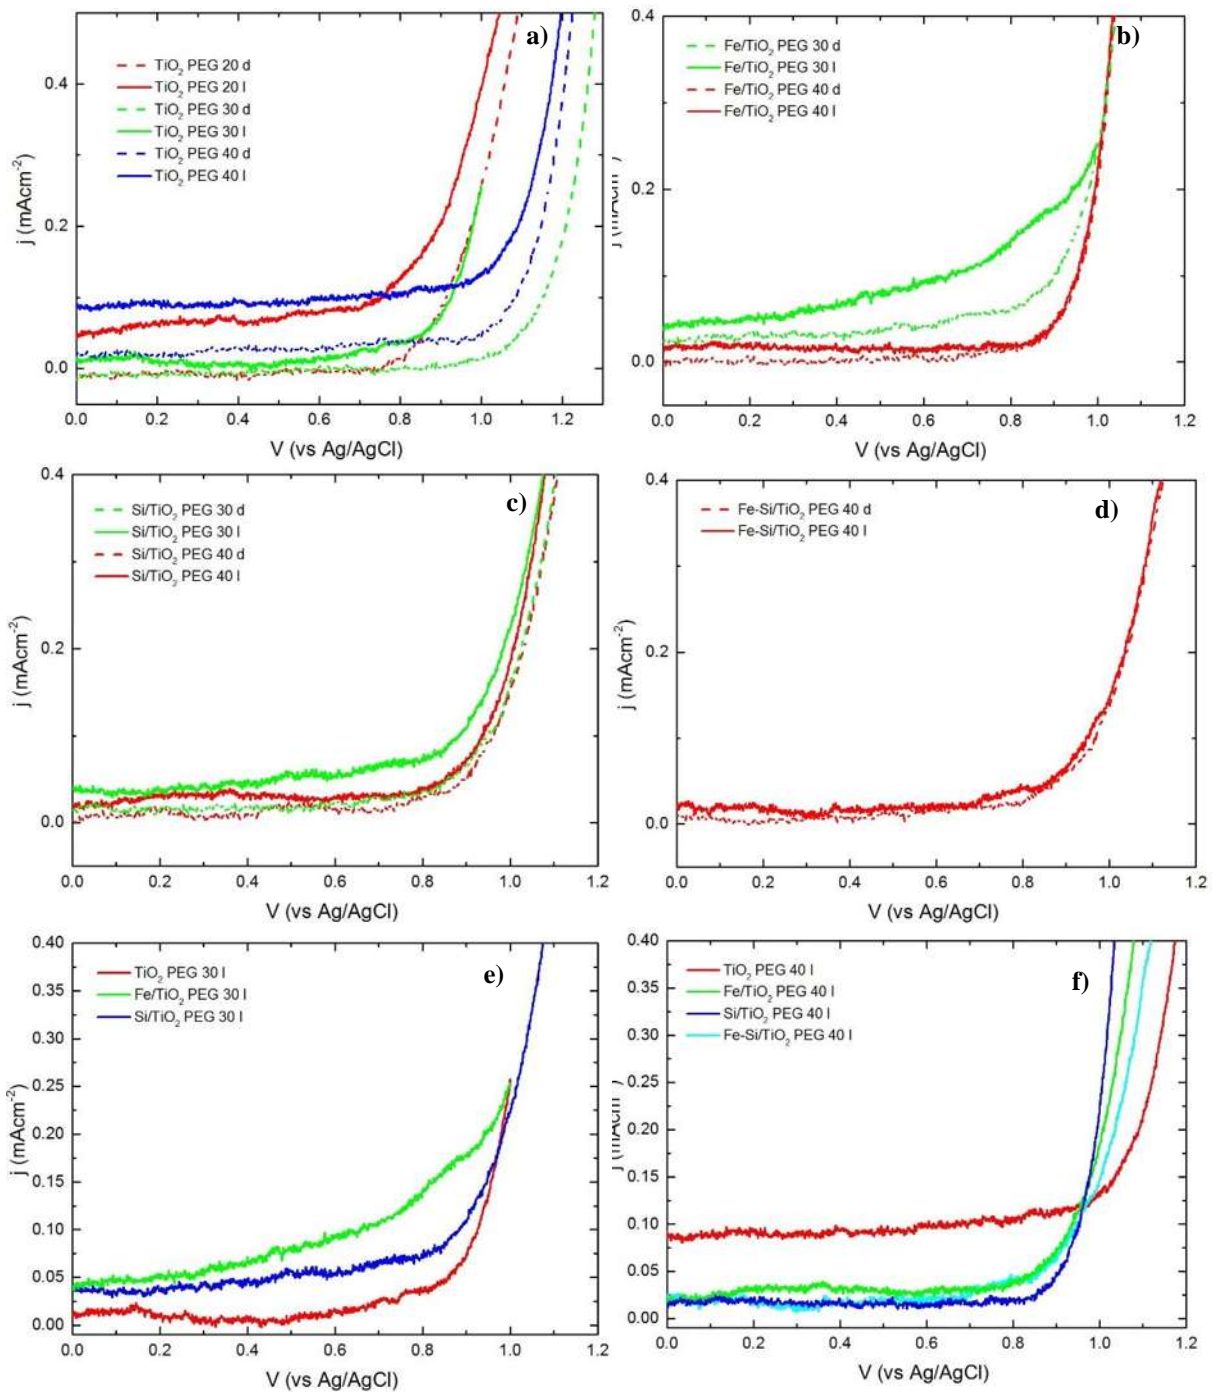 a)
TiO2 PEG 20 d
TiO2 PEG 20 l
TiO2 PEG 30 d
TiO2 PEG 30 l
TiO2 PEG 40 d
TiO2 PEG 40 l
0.4
0.2
0.0
j (mAcm-2)
0.0 0.2 0.4 0.6 0.8 1.0 1.2
V (vs Ag/AgCl)
b)
Fe/TiO2 PEG 30 d
Fe/TiO2 PEG 30 l
Fe/TiO2 PEG 40 d
Fe/TiO2 PEG 40 l
0.4
0.2
0.0
j (mAcm-2)
0.0 0.2 0.4 0.6 0.8 1.0 1.2
V (vs Ag/AgCl)
c)
Si/TiO2 PEG 30 d
Si/TiO2 PEG 30 l
Si/TiO2 PEG 40 d
Si/TiO2 PEG 40 l
0.4
0.2
0.0
j (mAcm-2)
0.0 0.2 0.4 0.6 0.8 1.0 1.2
V (vs Ag/AgCl)
d)
Fe-Si/TiO2 PEG 40 d
Fe-Si/TiO2 PEG 40 l
0.4
0.2
0.0
j (mAcm-2)
0.0 0.2 0.4 0.6 0.8 1.0 1.2
V (vs Ag/AgCl)
e)
TiO2 PEG 30 l
Fe/TiO2 PEG 30 l
Si/TiO2 PEG 30 l
0.40
0.35
0.30
0.25
0.20
0.15
0.10
0.05
0.00
j (mAcm-2)
0.0 0.2 0.4 0.6 0.8 1.0 1.2
V (vs Ag/AgCl)
f)
TiO2 PEG 40 l
Fe/TiO2 PEG 40 l
Si/TiO2 PEG 40 l
Fe-Si/TiO2 PEG 40 l
0.40
0.35
0.30
0.25
0.20
0.15
0.10
0.05
0.00
j (mAcm-2)
0.0 0.2 0.4 0.6 0.8 1.0 1.2
V (vs Ag/AgCl)